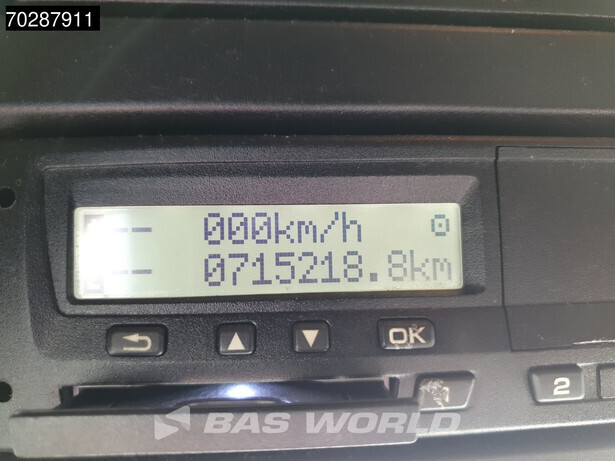 70287911
-- 000km/h
-- 0715218.8km
OK
2
BAS WORLD